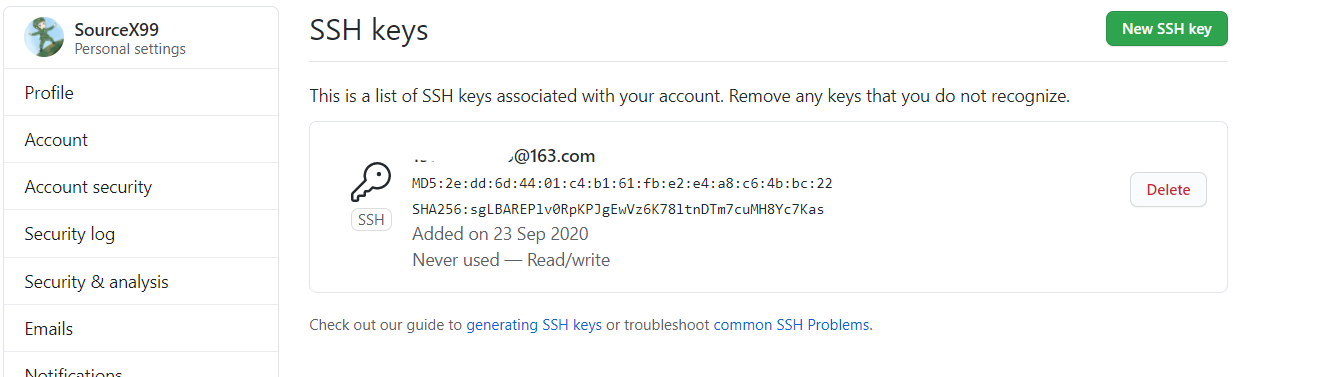 SourceX99
Personal settings
Profile
Account
Account security
Security log
Security & analysis
Emails
Notifications
SSH keys
New SSH key
This is a list of SSH keys associated with your account. Remove any keys that you do not recognize.
@163.com
MD5:2e:dd:6d:44:01:c4:b1:61:fb:e2:e4:a8:c6:4b:bc:22
SHA256:sgLBAREPlv0RpKPJgEwVz6K78ltnDTm7cuMH8Yc7Kas
SSH
Added on 23 Sep 2020
Never used — Read/write
Delete
Check out our guide to generating SSH keys or troubleshoot common SSH Problems.